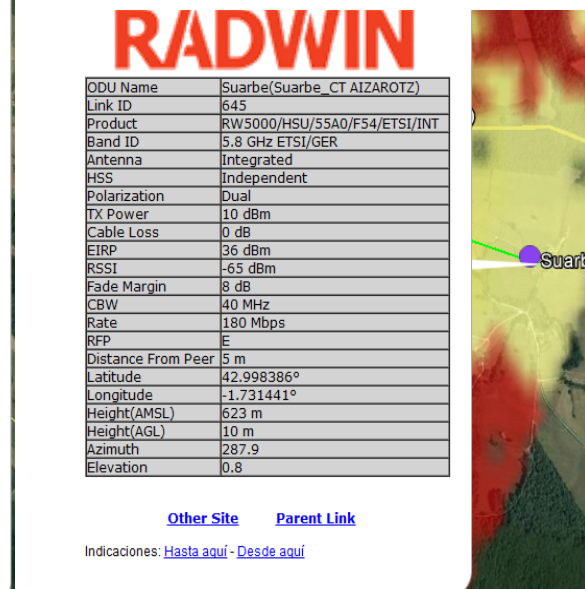 RADWIN
ODU Name Suarbe(Suarbe_CT AIZAROTZ)
Link ID 645
Product RW5000/HSU/55A0/F54/ETSI/INT
Band ID 5.8 GHz ETSI/GER
Antenna Integrated
HSS Independent
Polarization Dual
TX Power 10 dBm
Cable Loss 0 dB
EIRP 36 dBm
RSSI -65 dBm
Fade Margin 8 dB
CBW 40 MHz
Rate 180 Mbps
RFP E
Distance From Peer 5 m
Latitude 42.998386°
Longitude -1.731441°
Height(AMSL) 623 m
Height(AGL) 10 m
Azimuth 287.9
Elevation 0.8
Other Site Parent Link
Indicaciones: Hasta aquí - Desde aquí
Suarb